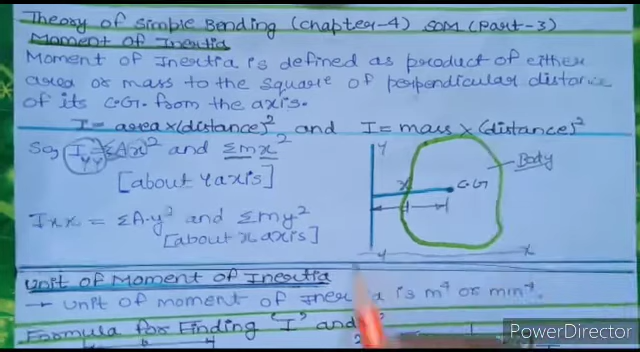 Theory of Simple Bending (Chapter-4) SOM (Part-3)
Moment of Inertia
Moment of Inertia is defined as product of either
area or mass to the square of perpendicular distance
of its C.G. from the axis.
I = area×(distance)² and I = mass×(distance)²
So, Iyy = ΣAx² and Σmx²
[about Y axis]
Ixx = ΣA.y² and Σmy²
[about x axis]
Y
Body
X
C.G
Y
X
Unit of Moment of Inertia
→ unit of moment of Iner a is m⁴ or mm⁴.
Formula for Finding 'I' and
PowerDirector